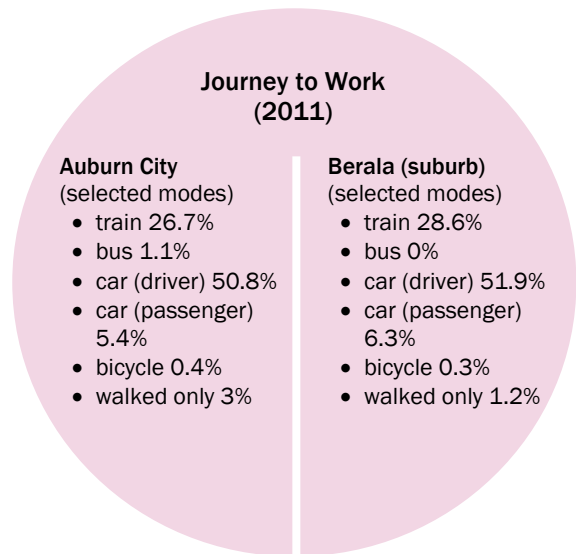 Journey to Work
(2011)
Auburn City
(selected modes)
• train 26.7%
• bus 1.1%
• car (driver) 50.8%
• car (passenger)
5.4%
• bicycle 0.4%
• walked only 3%
Berala (suburb)
(selected modes)
• train 28.6%
• bus 0%
• car (driver) 51.9%
• car (passenger)
6.3%
• bicycle 0.3%
• walked only 1.2%